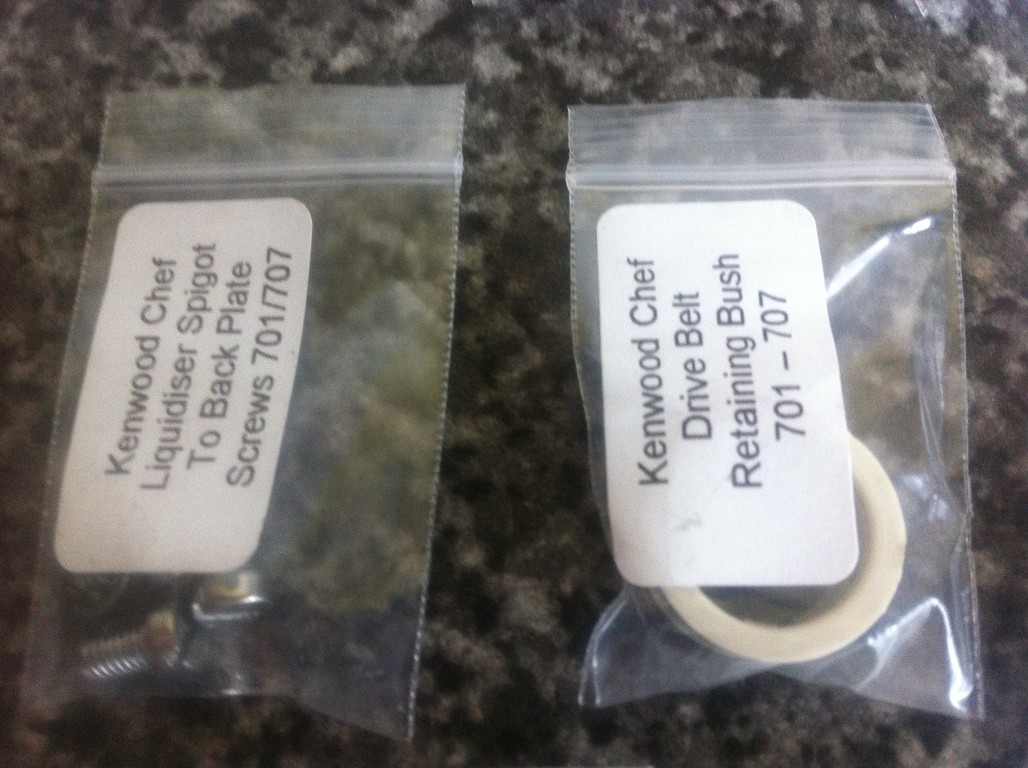 Kenwood Chef
Liquidiser Spigot
To Back Plate
Screws 701/707
Kenwood Chef
Drive Belt
Retaining Bush
701 – 707